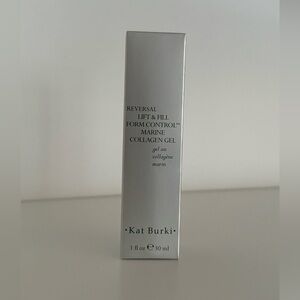 REVERSAL
LIFT & FILL
FORM CONTROL™
MARINE
COLLAGEN GEL
gel au
collagène
marin
•Kat Burki•
1 fl oz ℮ 30 ml